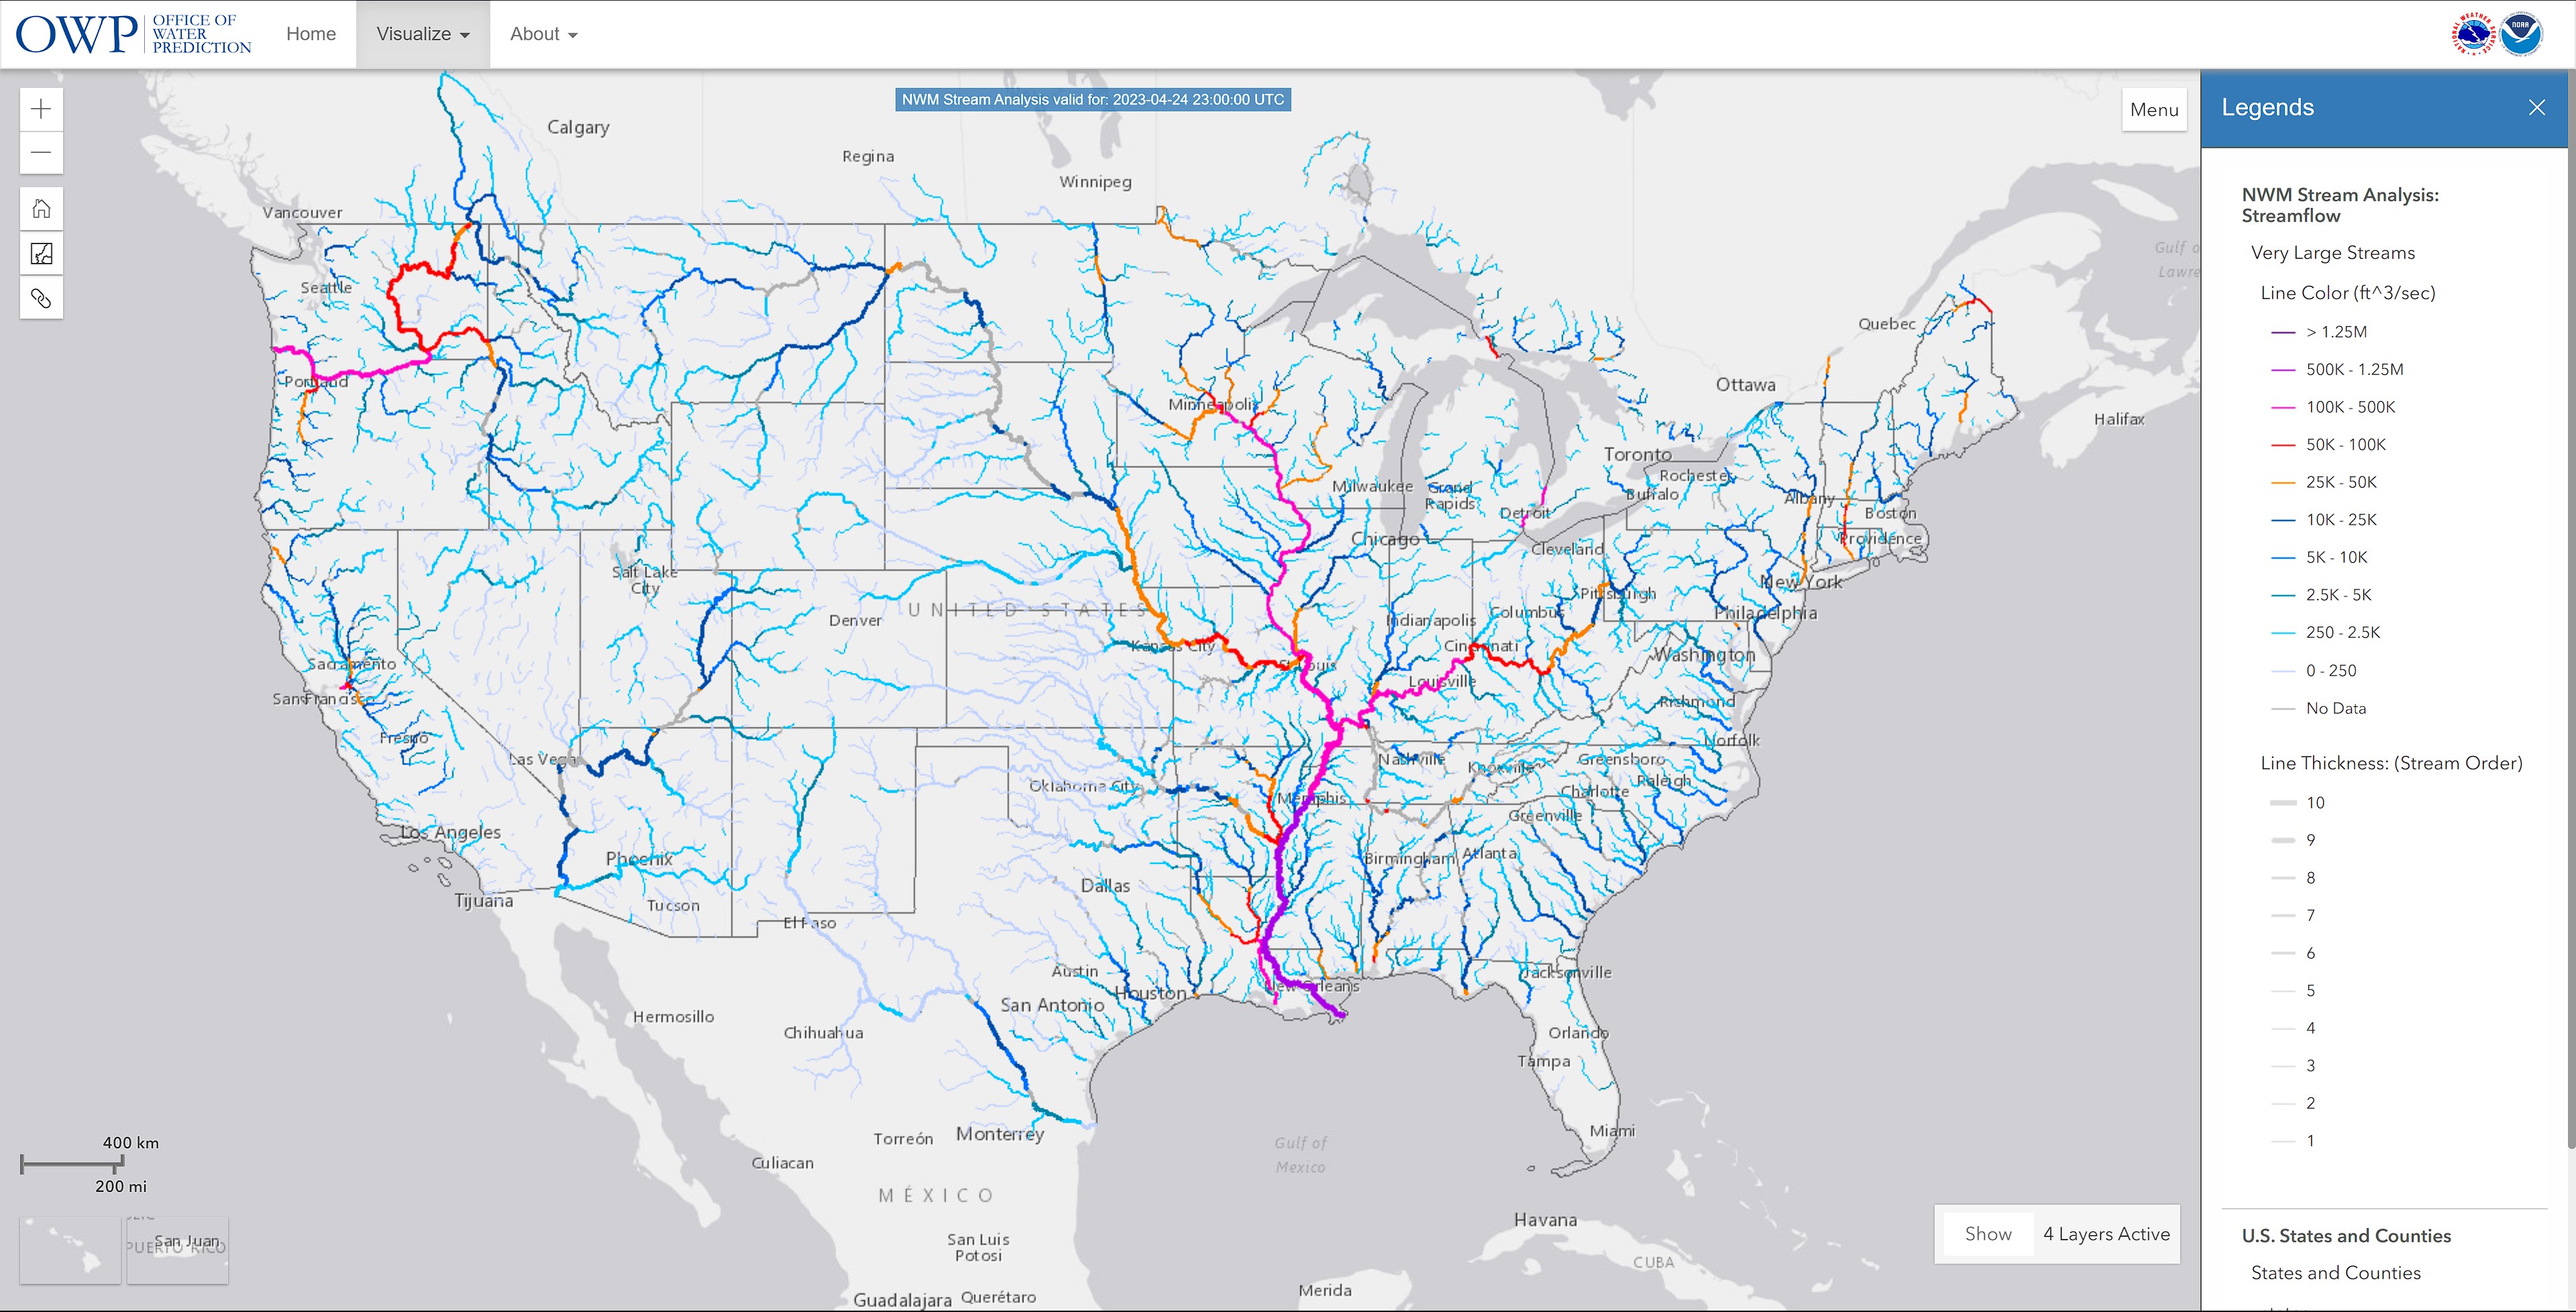 OWP
OFFICE OF
WATER
PREDICTION
Home
Visualize
About
NATIONAL WEATHER SERVICE
NOAA
NWM Stream Analysis valid for: 2023-04-24 23:00:00 UTC
Menu
Legends
NWM Stream Analysis:
Streamflow
Very Large Streams
Line Color (ft^3/sec)
> 1.25M
500K - 1.25M
100K - 500K
50K - 100K
25K - 50K
10K - 25K
5K - 10K
2.5K - 5K
250 - 2.5K
0 - 250
No Data
Line Thickness: (Stream Order)
10
9
8
7
6
5
4
3
2
1
U.S. States and Counties
States and Counties
Calgary
Regina
Winnipeg
Vancouver
Seattle
Portland
Gulf o
Lawre
Quebec
Ottawa
Halifax
Minneapolis
Toronto
Rochester
Buffalo
Milwaukee
Grand
Rapids
Detroit
Albany
Boston
Providence
Chicago
Cleveland
New York
Salt Lake
City
Pittsburgh
Philadelphia
UNITED STATES
Denver
Columbus
Indianapolis
Kansas City
Cincinnati
Washington
St Louis
Sacramento
Louisville
San Francisco
Richmond
Fresno
Norfolk
Las Vegas
Nashville
Knoxville
Greensboro
Raleigh
Oklahoma City
Memphis
Charlotte
Greenville
Los Angeles
Phoenix
Birmingham
Atlanta
Dallas
Tijuana
Tucson
El Paso
Austin
Jacksonville
New Orleans
Houston
San Antonio
Hermosillo
Chihuahua
Orlando
Tampa
Miami
Torreón
Monterrey
Gulf of
Mexico
Culiacan
MÉXICO
Havana
San Luis
Potosi
CUBA
Merida
Guadalajara
Querétaro
400 km
200 mi
San Juan
PUERTO RICO
Show
4 Layers Active